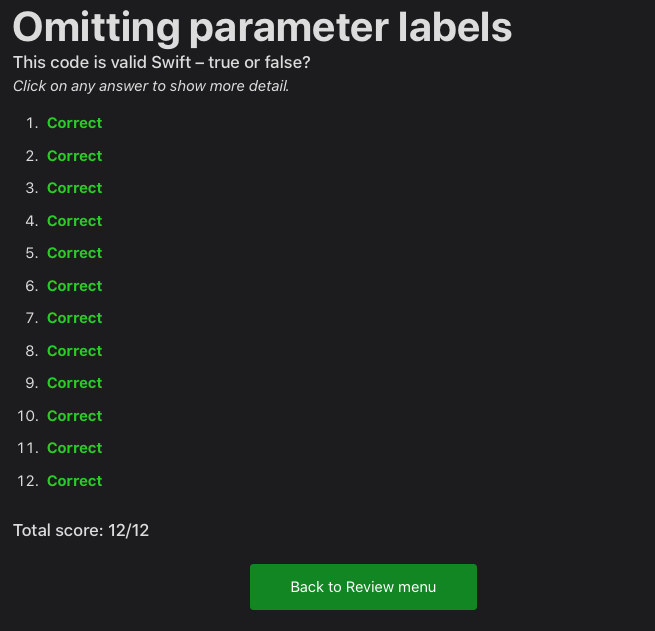 Omitting parameter labels
This code is valid Swift – true or false?
Click on any answer to show more detail.
1. Correct
2. Correct
3. Correct
4. Correct
5. Correct
6. Correct
7. Correct
8. Correct
9. Correct
10. Correct
11. Correct
12. Correct
Total score: 12/12
Back to Review menu